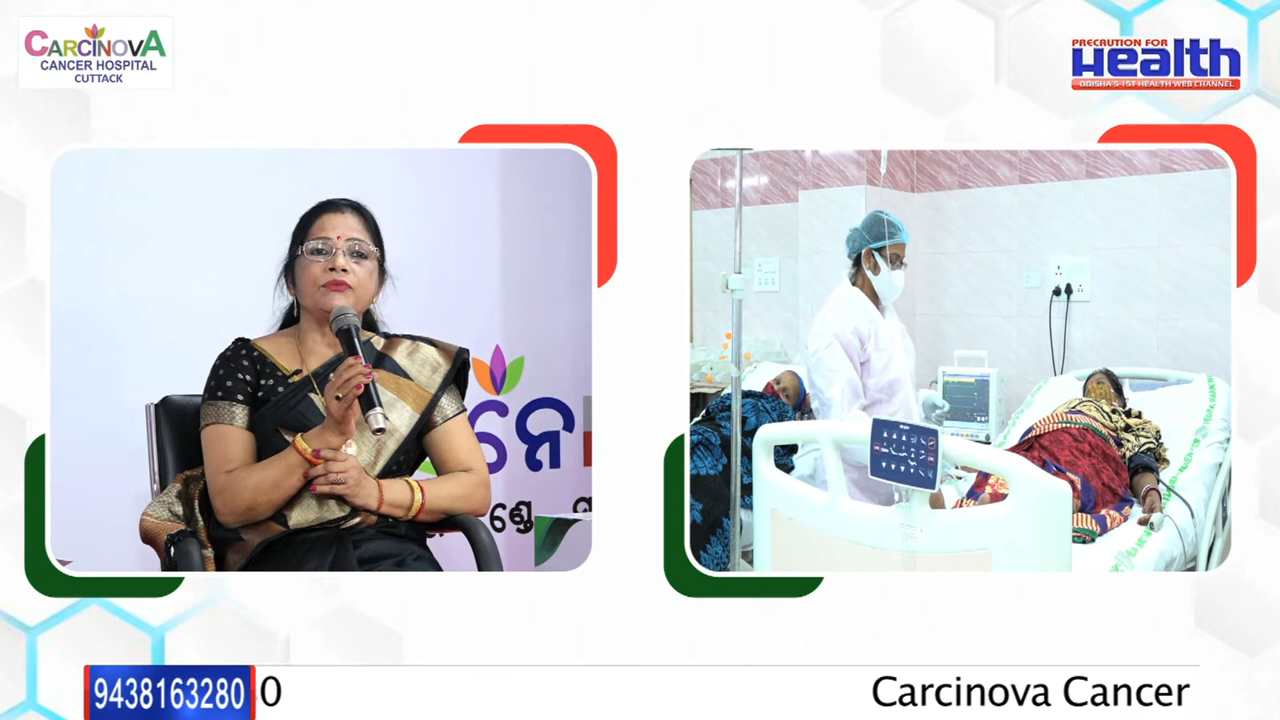 CARCINOVA
CANCER HOSPITAL
CUTTACK
PRECAUTION FOR
Health
ODISHA'S 1ST HEALTH WEB CHANNEL
ନେ
9438163280
0
Carcinova Cancer